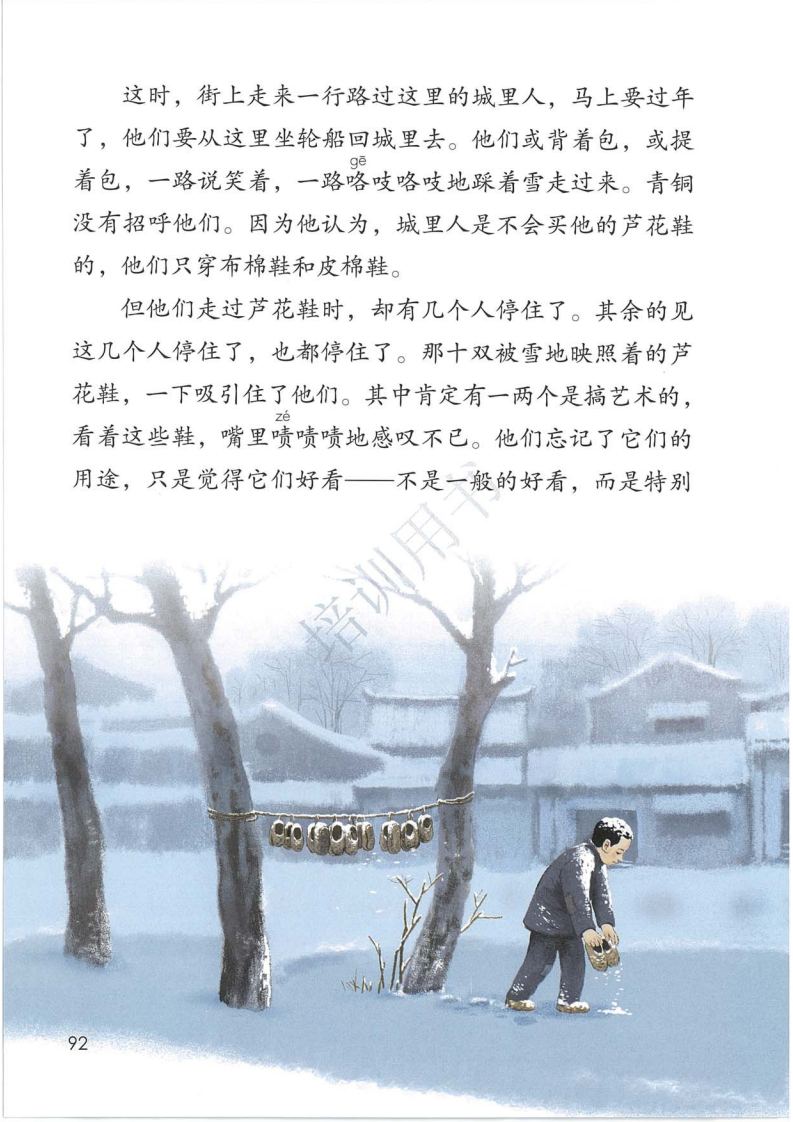 这时，街上走来一行路过这里的城里人，马上要过年
了，他们要从这里坐轮船回城里去。他们或背着包，或提
gē
着包，一路说笑着，一路咯吱咯吱地踩着雪走过来。青铜
没有招呼他们。因为他认为，城里人是不会买他的芦花鞋
的，他们只穿布棉鞋和皮棉鞋。
但他们走过芦花鞋时，却有几个人停住了。其余的见
这几个人停住了，也都停住了。那十双被雪地映照着的芦
花鞋，一下吸引住了他们。其中肯定有一两个是搞艺术的，
zé
看着这些鞋，嘴里啧啧啧地感叹不已。他们忘记了它们的
用途，只是觉得它们好看——不是一般的好看，而是特别
培训用书
92